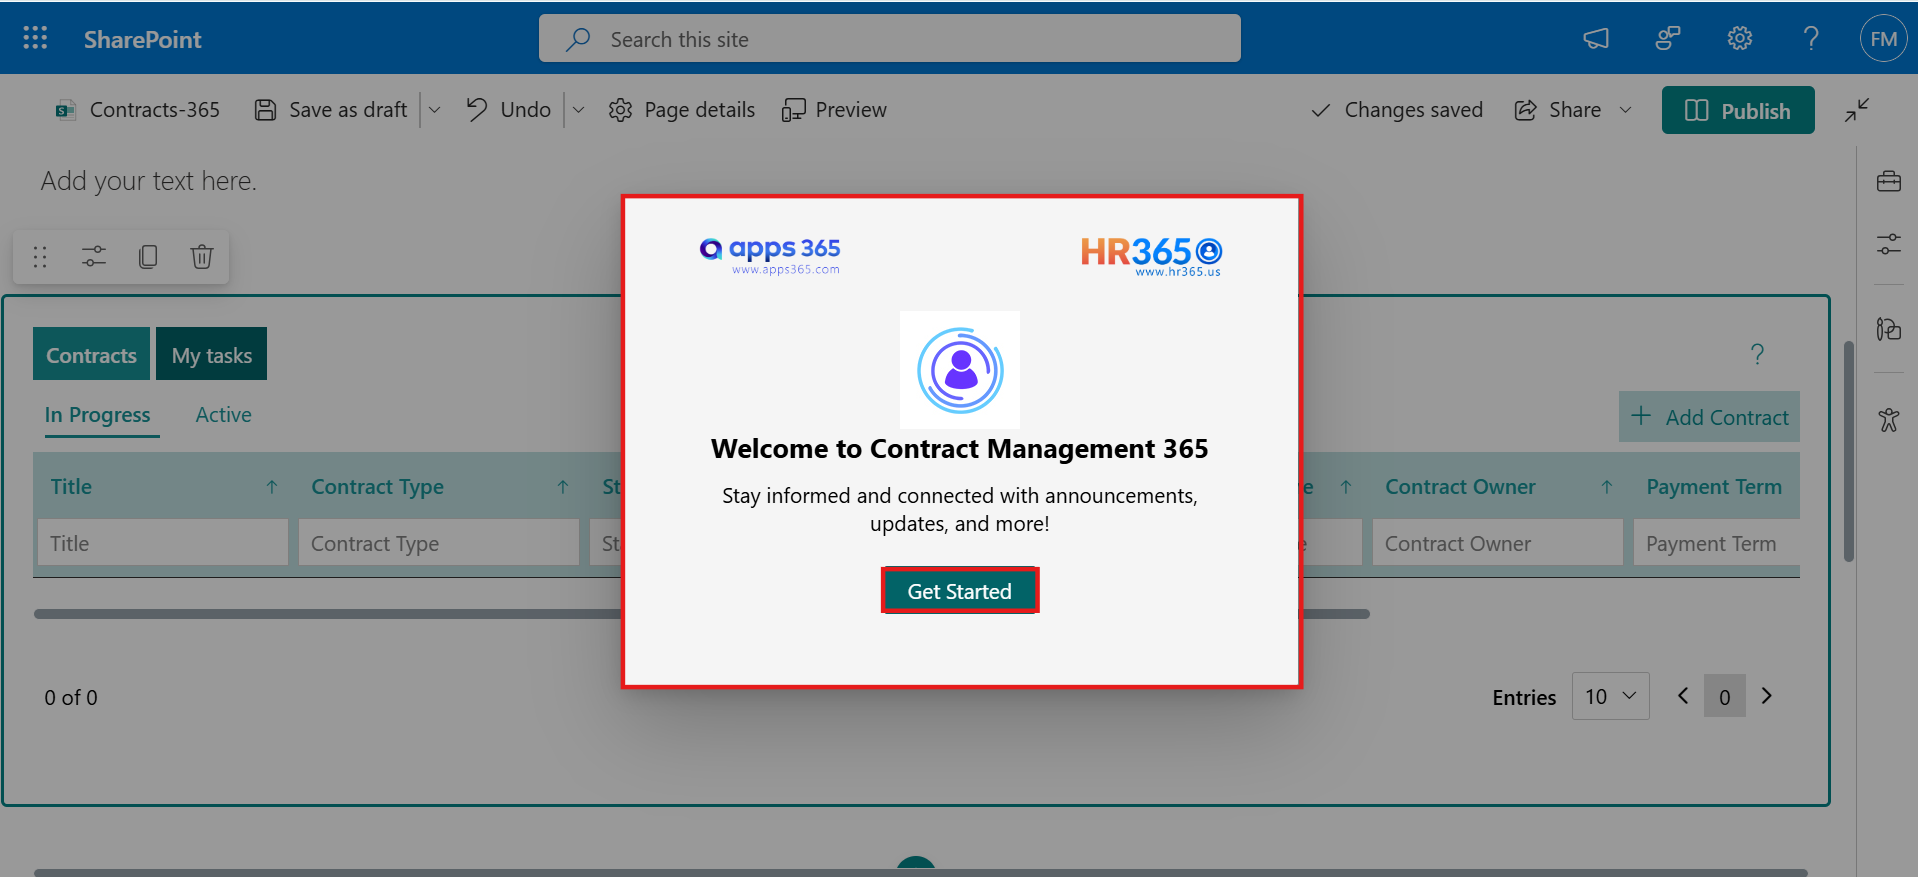 SharePoint
Search this site
FM
Contracts-365
Save as draft
Undo
Page details
Preview
Changes saved
Share
Publish
Add your text here.
apps 365
www.apps365.com
HR365
www.hr365.us
Contracts
My tasks
?
In Progress
Active
+ Add Contract
Welcome to Contract Management 365
Stay informed and connected with announcements,
updates, and more!
Title
Contract Type
St
e
Contract Owner
Payment Term
Title
Contract Type
St
e
Contract Owner
Payment Term
Get Started
0 of 0
Entries
10
0